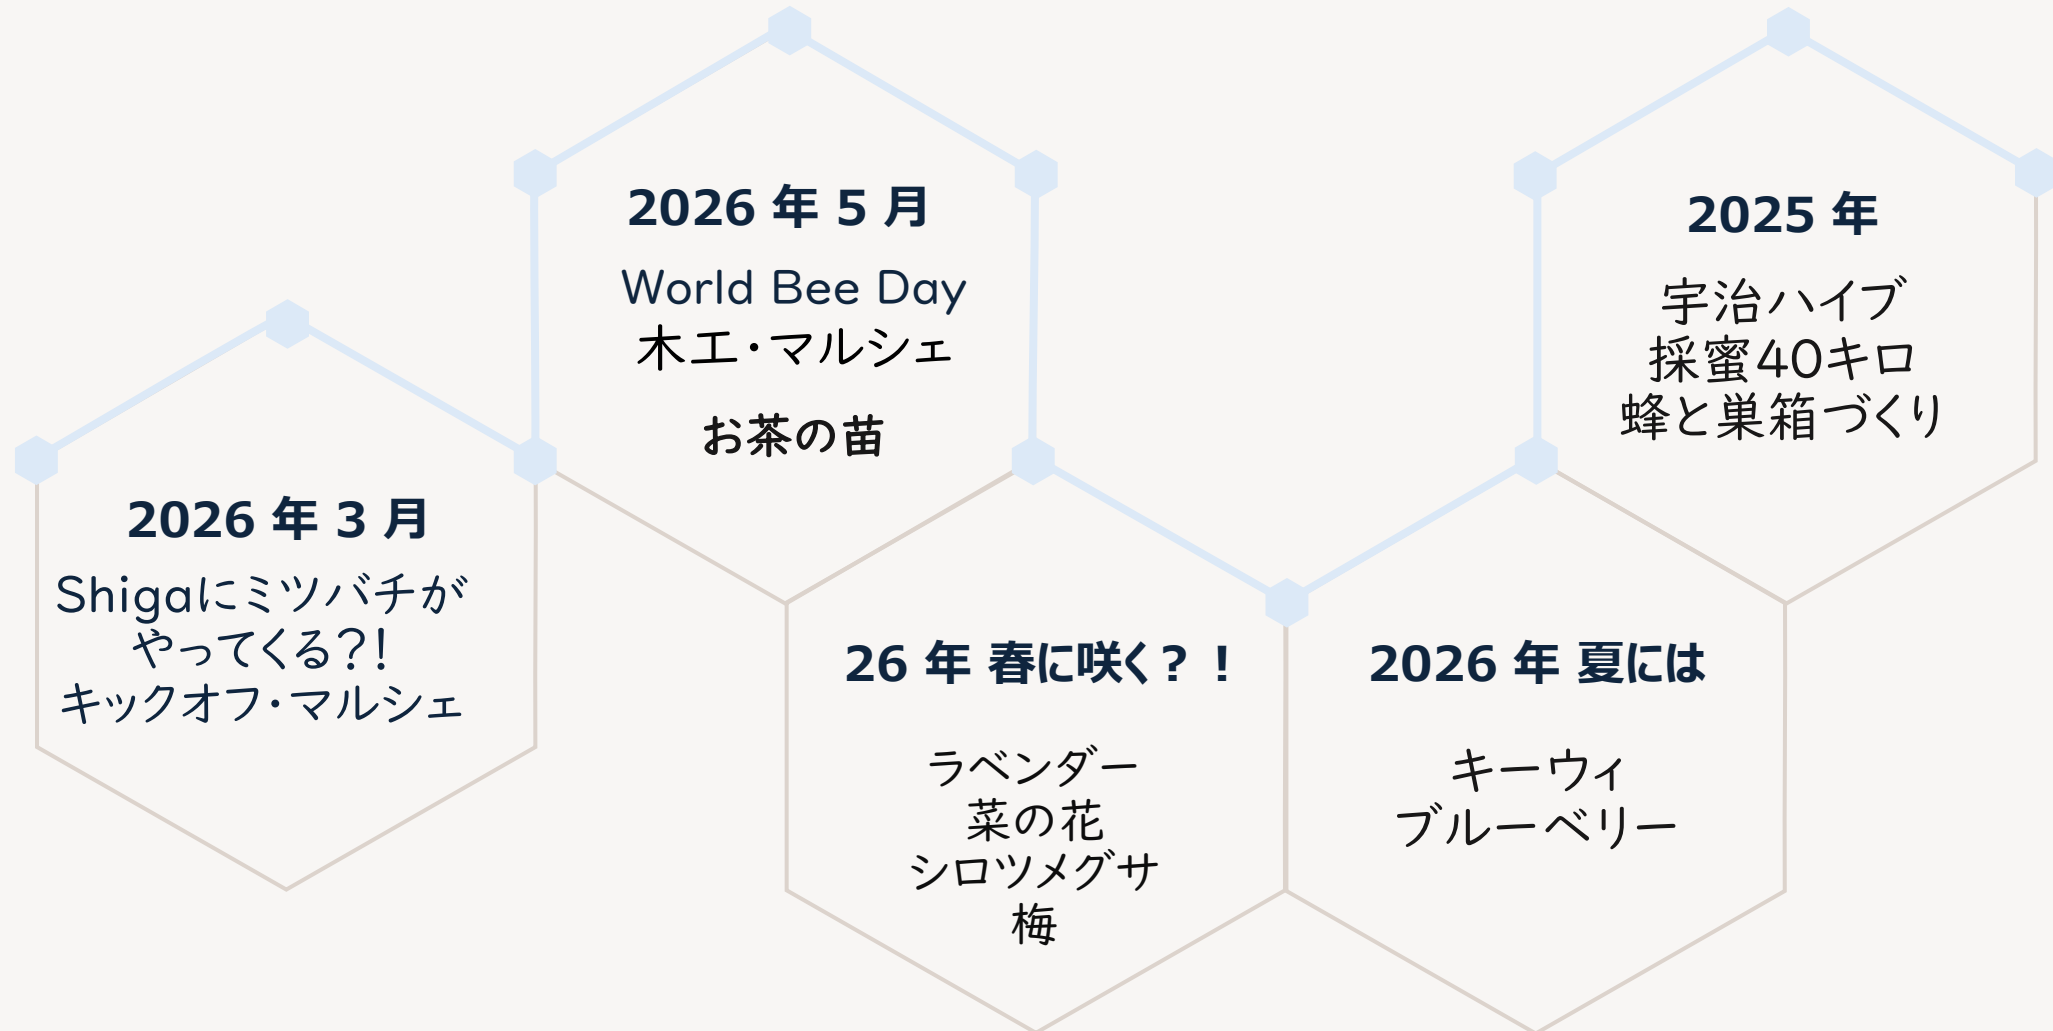 2026 年 3 月
Shigaにミツバチが
やってくる?!
キックオフ・マルシェ
2026 年 5 月
World Bee Day
木工・マルシェ
お茶の苗
26 年 春に咲く？！
ラベンダー
菜の花
シロツメグサ
梅
2026 年 夏には
キーウィ
ブルーベリー
2025 年
宇治ハイブ
採蜜40キロ
蜂と巣箱づくり